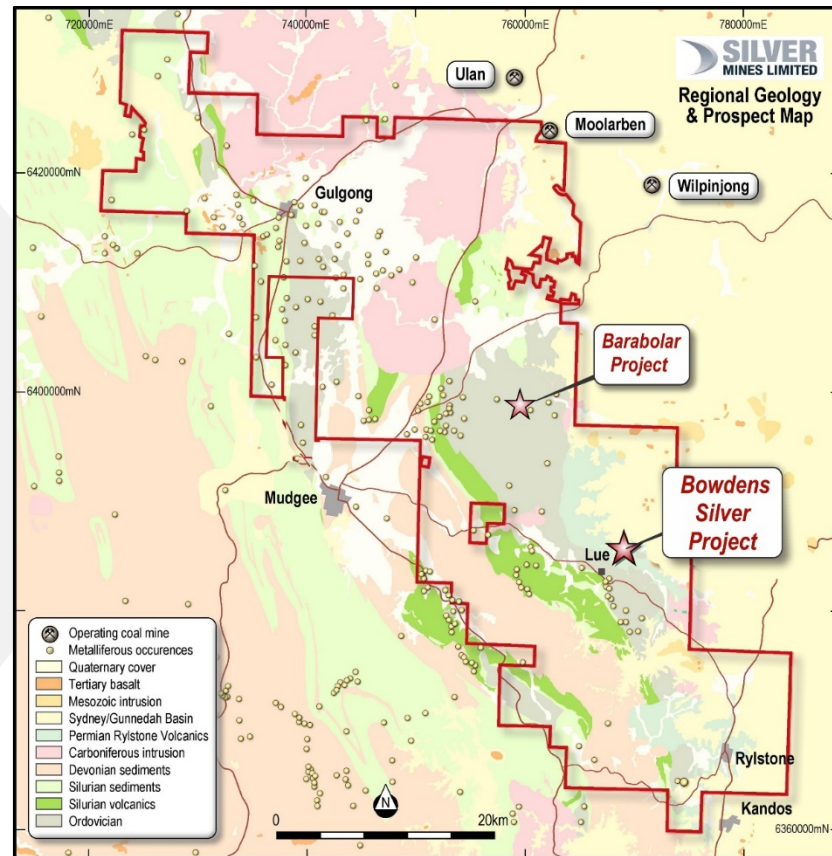 720000mE
740000mE
760000mE
780000mE
SILVER
MINES LIMITED
Regional Geology
& Prospect Map
Ulan
Moolarben
Wilpinjong
6420000mN
Gulgong
Barabolar
Project
6400000mN
Mudgee
Bowdens
Silver
Project
Lue
Operating coal mine
Metalliferous occurences
Quaternary cover
Tertiary basalt
Mesozoic intrusion
Sydney/Gunnedah Basin
Permian Rylstone Volcanics
Carboniferous intrusion
Devonian sediments
Silurian sediments
Silurian volcanics
Ordovician
N
0
20km
Rylstone
Kandos
6360000mN